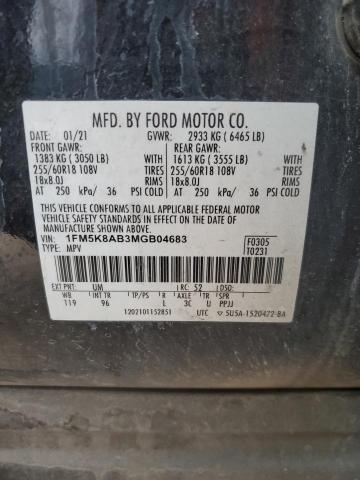 MFD. BY FORD MOTOR CO.
DATE: 01/21 GVWR: 2933 KG ( 6465 LB)
FRONT GAWR: REAR GAWR:
1383 KG ( 3050 LB) WITH 1613 KG ( 3555 LB) WITH
255/60R18 108V TIRES 255/60R18 108V TIRES
18x8.0J RIMS 18x8.0J RIMS
AT 250 kPa/ 36 PSI COLD AT 250 kPa/ 36 PSI COLD
THIS VEHICLE CONFORMS TO ALL APPLICABLE FEDERAL MOTOR
VEHICLE SAFETY AND THEFT PREVENTION STANDARDS IN EFFECT ON THE DATE
OF MANUFACTURE SHOWN ABOVE.
VIN: 1FM5K8AB3MGB04683 F0305
TYPE: MPV T0231
EXT PNT: UM RC: 52 DSO:
WB INT TR TP/PS R AXLE TR SPR
119 96 L 3C U PPJJ
1202101152851 UTC 5U5A-1520472-BA